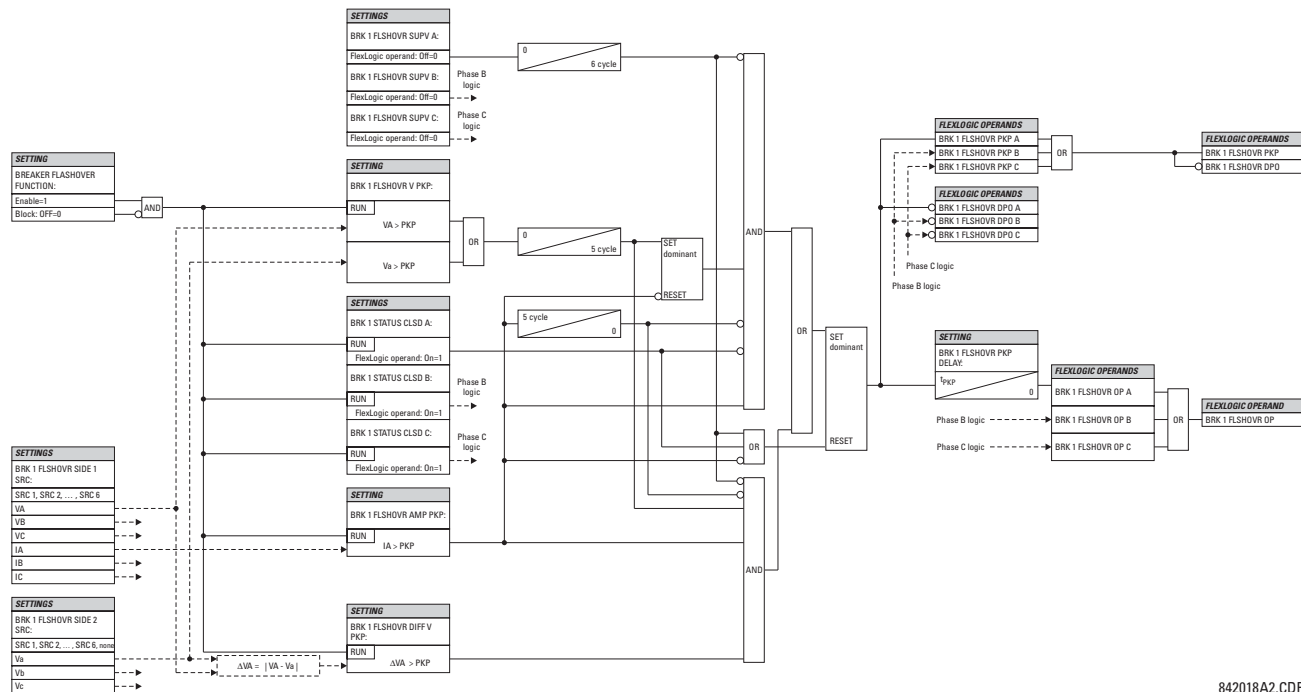 SETTING
BREAKER FLASHOVER
FUNCTION:
Enable=1
Block: OFF=0
AND
SETTINGS
BRK 1 FLSHOVR SIDE 1
SRC:
SRC 1, SRC 2, ... , SRC 6
VA
VB
VC
IA
IB
IC
SETTINGS
BRK 1 FLSHOVR SIDE 2
SRC:
SRC 1, SRC 2, ... , SRC 6, none
Va
Vb
Vc
ΔVA = | VA - Va |
SETTINGS
BRK 1 FLSHOVR SUPV A:
FlexLogic operand: Off=0
BRK 1 FLSHOVR SUPV B:
FlexLogic operand: Off=0
BRK 1 FLSHOVR SUPV C:
FlexLogic operand: Off=0
Phase B
logic
Phase C
logic
SETTING
BRK 1 FLSHOVR V PKP:
RUN
VA > PKP
Va > PKP
OR
SETTINGS
BRK 1 STATUS CLSD A:
RUN
FlexLogic operand: On=1
BRK 1 STATUS CLSD B:
RUN
FlexLogic operand: On=1
BRK 1 STATUS CLSD C:
RUN
FlexLogic operand: On=1
Phase B
logic
Phase C
logic
SETTING
BRK 1 FLSHOVR AMP PKP:
RUN
IA > PKP
SETTING
BRK 1 FLSHOVR DIFF V
PKP:
RUN
ΔVA > PKP
0
6 cycle
0
5 cycle
SET
dominant
RESET
5 cycle
0
AND
OR
AND
OR
SET
dominant
RESET
FLEXLOGIC OPERANDS
BRK 1 FLSHOVR PKP A
BRK 1 FLSHOVR PKP B
BRK 1 FLSHOVR PKP C
OR
FLEXLOGIC OPERANDS
BRK 1 FLSHOVR PKP
BRK 1 FLSHOVR DPO
FLEXLOGIC OPERANDS
BRK 1 FLSHOVR DPO A
BRK 1 FLSHOVR DPO B
BRK 1 FLSHOVR DPO C
Phase C logic
Phase B logic
SETTING
BRK 1 FLSHOVR PKP
DELAY:
tPKP
0
FLEXLOGIC OPERANDS
BRK 1 FLSHOVR OP A
BRK 1 FLSHOVR OP B
BRK 1 FLSHOVR OP C
Phase B logic
Phase C logic
OR
FLEXLOGIC OPERAND
BRK 1 FLSHOVR OP
842018A2.CDR